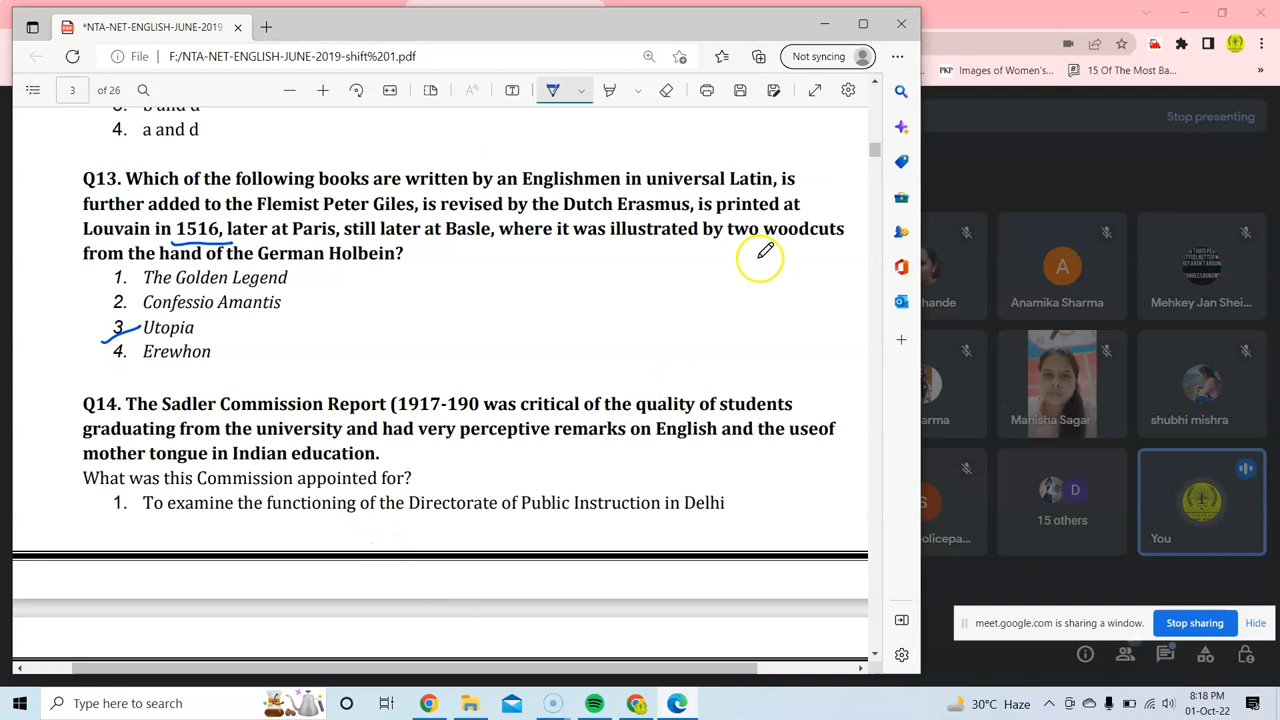 *NTA-NET-ENGLISH-JUNE-2019-
File
F:/NTA-NET-ENGLISH-JUNE-2019-shift%201.pdf
Not syncing
PKP Images of Women's...
15 Of The Most Ba...
3 of 26
Stop presenting
4. a and d
Q13. Which of the following books are written by an Englishmen in universal Latin, is
further added to the Flemist Peter Giles, is revised by the Dutch Erasmus, is printed at
Louvain in 1516, later at Paris, still later at Basle, where it was illustrated by two woodcuts
from the hand of the German Holbein?
1. The Golden Legend
2. Confessio Amantis
3. Utopia
4. Erewhon
Q14. The Sadler Commission Report (1917-190 was critical of the quality of students
graduating from the university and had very perceptive remarks on English and the useof
mother tongue in Indian education.
What was this Commission appointed for?
1. To examine the functioning of the Directorate of Public Instruction in Delhi
hande
A
Anamika Sharma
Mehkey Jan Shei...
arma
Manisha Sagar
shubhi mishra
S
olicepa...
D
15 others
You
meet.google.com is sharing a window.
Stop sharing
Hide
Type here to search
30°C Haze
8:18 PM
01-Oct-22